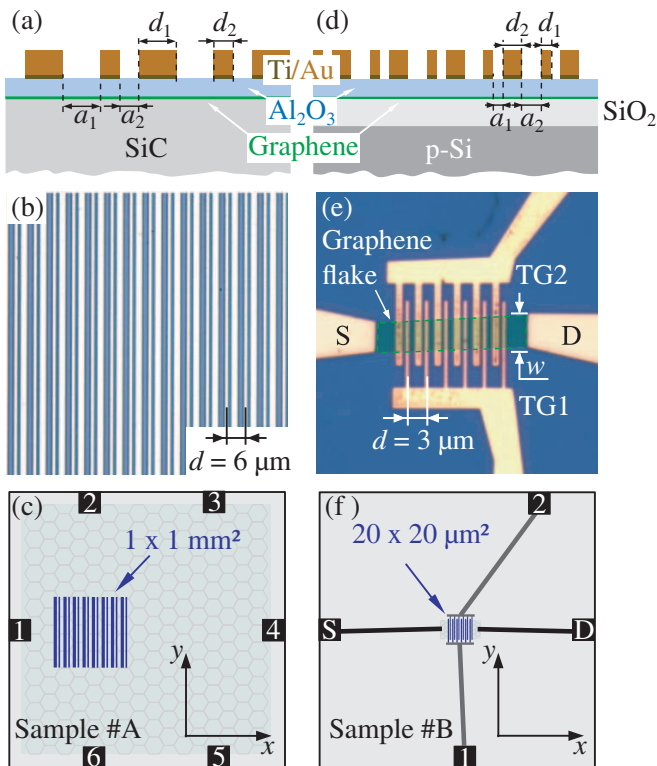 (a)
d₁
d₂
Ti/Au
Al₂O₃
Graphene
a₁
a₂
SiC
(d)
d₂
d₁
a₁
a₂
SiO₂
p-Si
(b)
d = 6 µm
(e)
Graphene
flake
TG2
S
D
w
TG1
d = 3 µm
(c)
2
3
1 x 1 mm²
1
4
y
x
Sample #A
6
5
(f)
2
20 x 20 µm²
S
D
y
x
Sample #B
1